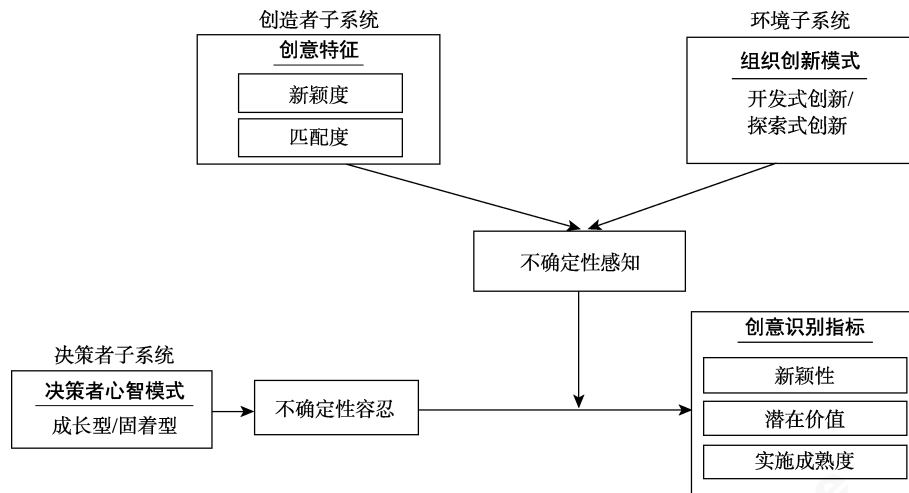 创造者子系统
创意特征
新颖度
匹配度
环境子系统
组织创新模式
开发式创新/
探索式创新
不确定性感知
决策者子系统
决策者心智模式
成长型/固着型
不确定性容忍
创意识别指标
新颖性
潜在价值
实施成熟度